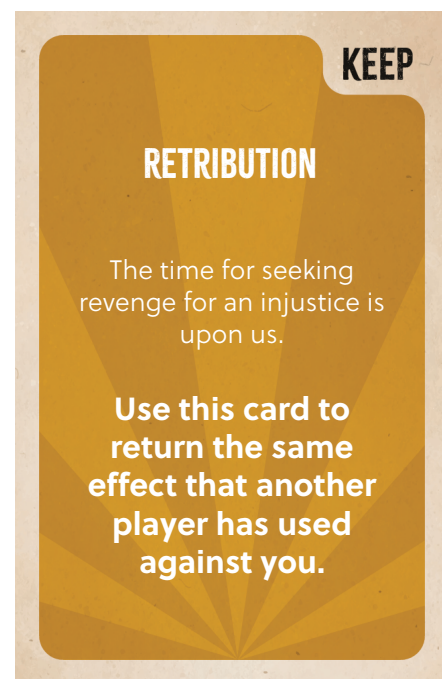 KEEP
RETRIBUTION
The time for seeking
revenge for an injustice is
upon us.
Use this card to
return the same
effect that another
player has used
against you.